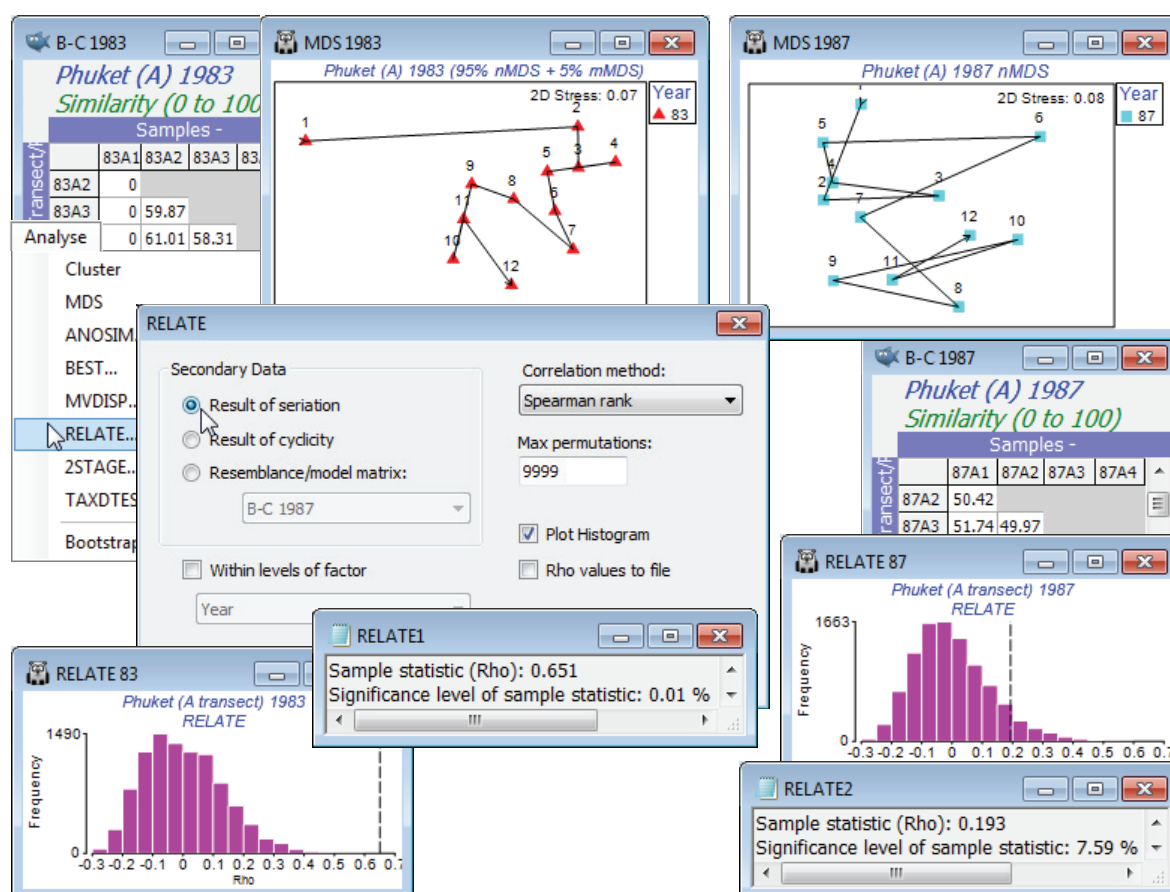 B-C 1983
Phuket (A) 1983
Similarity (0 to 100
Samples -
83A1 83A2 83A3 83
ransect/
83A2 0
83A3 0 59.87
0 61.01 58.31
Analyse
Cluster
MDS
ANOSIM
BEST...
MVDISP..
RELATE...
2STAGE..
TAXDTES
Bootstrap
MDS 1983
Phuket (A) 1983 (95% nMDS + 5% mMDS)
2D Stress: 0.07
Year
83
1
2
3
4
5
6
7
8
9
10
11
12
MDS 1987
Phuket (A) 1987 nMDS
2D Stress: 0.08
Year
87
2
3
4
5
6
7
8
9
10
11
12
RELATE
Secondary Data
Result of seriation
Result of cyclicity
Resemblance/model matrix:
B-C 1987
Within levels of factor
Year
Correlation method:
Spearman rank
Max permutations:
9999
Plot Histogram
Rho values to file
B-C 1987
Phuket (A) 1987
Similarity (0 to 100)
Samples -
87A1 87A2 87A3 87A4
ransect/
87A2 50.42
87A3 51.74 49.97
RELATE 83
Phuket (A transect) 1983
RELATE
1490
Frequency
0
-0.3 -0.2 -0.1 0 0.1 0.2 0.3 0.4 0.5 0.6 0.7
Rho
RELATE1
Sample statistic (Rho): 0.651
Significance level of sample statistic: 0.01 %
RELATE 87
Phuket (A transect) 1987
RELATE
1663
Frequency
0
-0.3 -0.2 -0.1 0 0.1 0.2 0.3 0.4 0.5 0.6 0.7
RELATE2
Sample statistic (Rho): 0.193
Significance level of sample statistic: 7.59 %